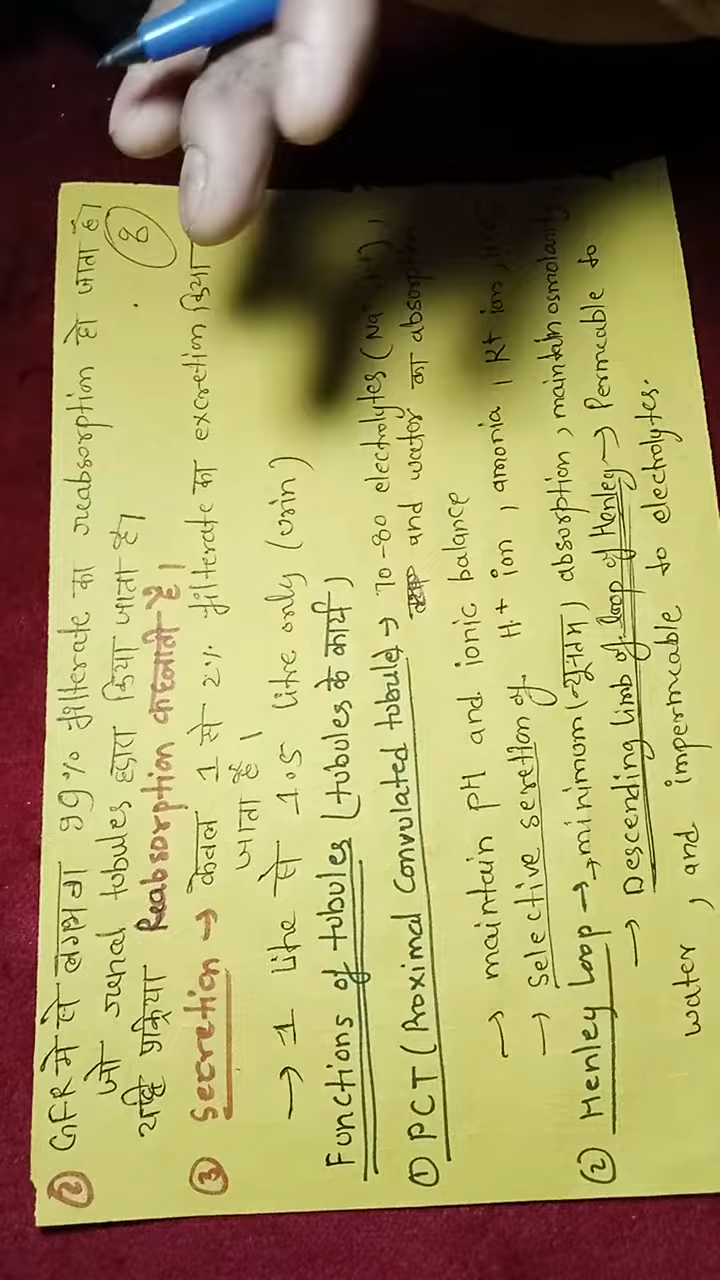 ② GFR में से लगभग 99% filterate का reabsorption हो जाता है।
जो renal tubules द्वारा किया जाता है।
8
यह प्रक्रिया Reabsorption कहलाती है।
③ Secretion → केवल 1 से 2% filterate का excretion किया
जाता है।
→ 1 litre से 1.5 litre only (urin)
Functions of tubules (tubules के कार्य)
① PCT (Proximal Convulated tubule) → 70-80 electrolytes (Na⁺
and water का absorption
→ maintain pH and ionic balance
→ selective seretion of H+ ion, amonia, K+ ion,
② Henley Loop → → minimum (न्यूनतम) absorption, maintain osmolarity
→ Descending limb of loop of Henley → Permeable to
water, and impermeable to electrolytes.